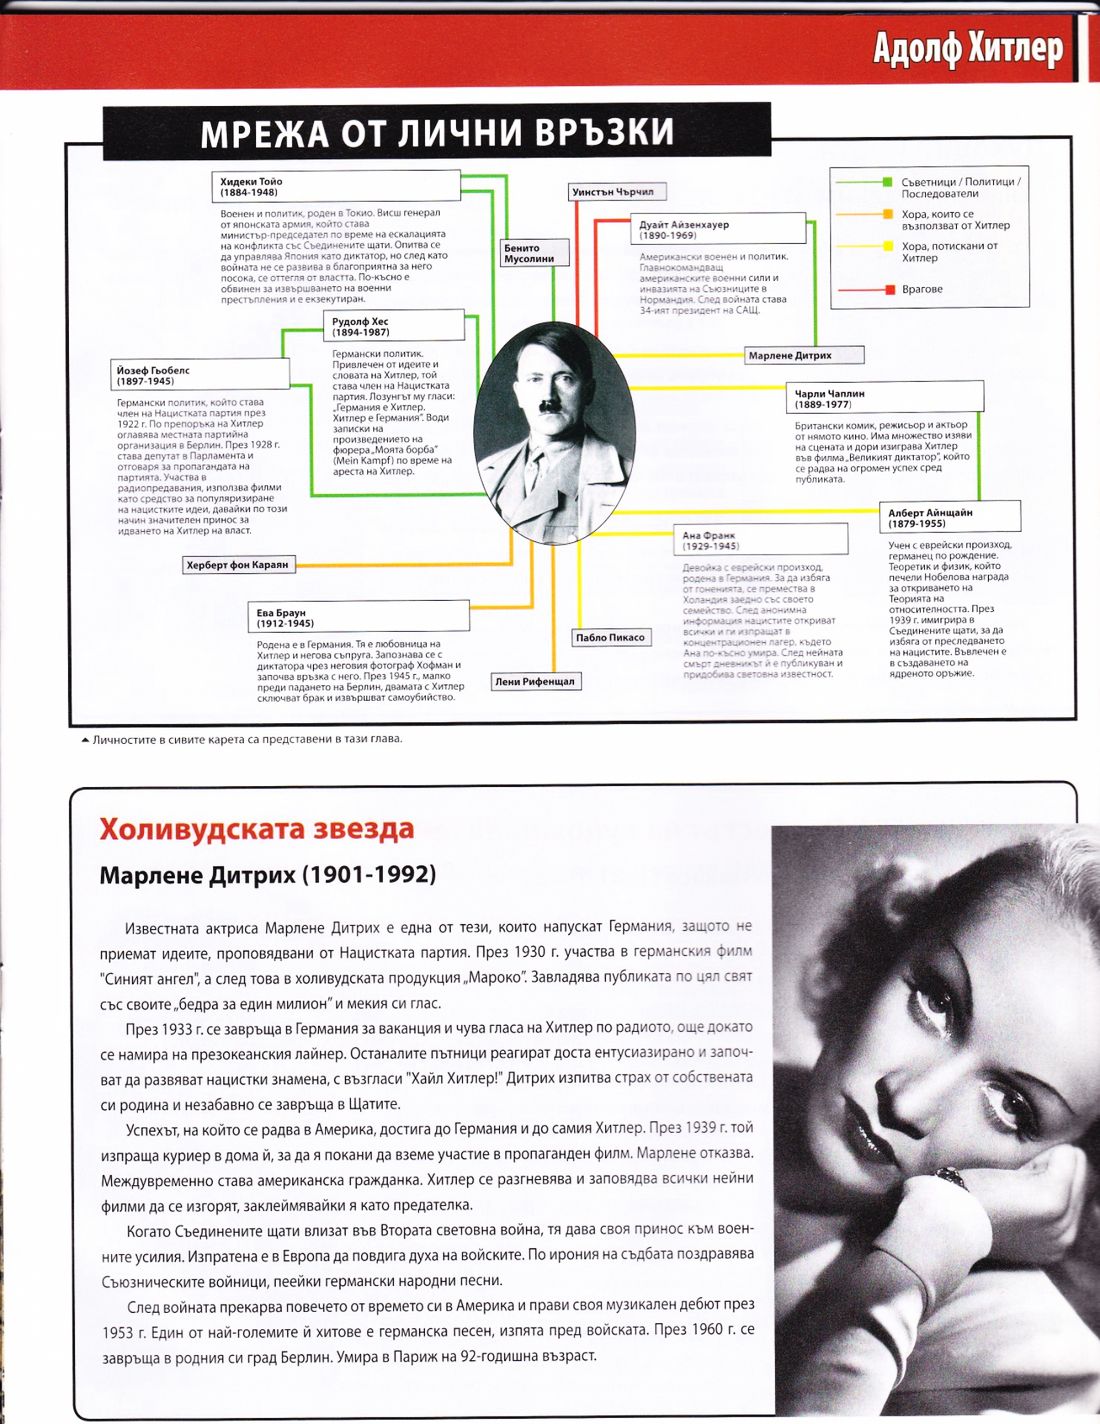 Адолф Хитлер
МРЕЖА ОТ ЛИЧНИ ВРЪЗКИ
Хидеки Тойо
(1884-1948)
Военен и политик, роден в Токио. Висш генерал
от японската армия, който става
министър-председател по време на ескалацията
на конфликта със Съединените щати. Опитва се
да управлява Япония като диктатор, но след като
войната не се развива в благоприятна за него
посока, се оттегля от властта. По-късно е
обвинен за извършването на военни
престъпления и е екзекутиран.
Бенито
Мусолини
Уинстън Чърчил
Дуайт Айзенхауер
(1890-1969)
Американски военен и политик.
Главнокомандващ
американските военни сили и
инвазията на Съюзниците в
Нормандия. След войната става
34-ият президент на САЩ.
Съветници / Политици /
Последователи
Хора, които се
възползват от Хитлер
Хора, потискани от
Хитлер
Врагове
Рудолф Хес
(1894-1987)
Германски политик.
Привлечен от идеите и
словата на Хитлер, той
става член на Нацистката
партия. Лозунгът му гласи:
„Германия е Хитлер.
Хитлер е Германия". Води
записки на
произведението на
фюрера„Моята борба"
(Mein Kampf) по време на
ареста на Хитлер.
Йозеф Гьобелс
(1897-1945)
Германски политик, който става
член на Нацистката партия през
1922 г. По препоръка на Хитлер
оглавява местната партийна
организация в Берлин. През 1928 г.
става депутат в Парламента и
отговаря за пропагандата на
партията. Участва в
радиопредавания, използва филми
като средство за популяризиране
на нацистките идеи, давайки по този
начин значителен принос за
идването на Хитлер на власт.
Марлене Дитрих
Чарли Чаплин
(1889-1977)
Британски комик, режисьор и актьор
от нямото кино. Има множество изяви
на сцената и дори изиграва Хитлер
във филма„Великият диктатор", който
се радва на огромен успех сред
публиката.
Алберт Айнщайн
(1879-1955)
Учен с еврейски произход,
германец по рождение.
Теоретик и физик, който
печели Нобелова награда
за откриването на
Теорията на
относителността. През
1939 г. имигрира в
Съединените щати, за да
избяга от преследването
на нацистите. Въвлечен е
в създаването на
ядреното оръжие.
Ана Франк
(1929-1945)
Девойка с еврейски произход,
родена в Германия. За да избяга
от гоненията, се премества в
Холандия заедно със своето
семейство. След анонимна
информация нацистите откриват
всички и ги изпращат в
концентрационен лагер, където
Ана по-късно умира. След нейната
смърт дневникът й е публикуван и
придобива световна известност.
Херберт фон Караян
Ева Браун
(1912-1945)
Родена е в Германия. Тя е любовница на
Хитлер и негова съпруга. Запознава се с
диктатора чрез неговия фотограф Хофман и
започва връзка с него. През 1945 г., малко
преди падането на Берлин, двамата с Хитлер
сключват брак и извършват самоубийство.
Пабло Пикасо
Лени Рифенщал
Личностите в сивите карета са представени в тази глава.
Холивудската звезда
Марлене Дитрих (1901-1992)
Известната актриса Марлене Дитрих е една от тези, които напускат Германия, защото не
приемат идеите, проповядвани от Нацистката партия. През 1930 г. участва в германския филм
"Синият ангел", а след това в холивудската продукция „Мароко". Завладява публиката по цял свят
със своите „бедра за един милион" и мекия си глас.
През 1933 г. се завръща в Германия за ваканция и чува гласа на Хитлер по радиото, още докато
се намира на презокеанския лайнер. Останалите пътници реагират доста ентусиазирано и започ-
ват да развяват нацистки знамена, с възгласи "Хайл Хитлер!" Дитрих изпитва страх от собствената
си родина и незабавно се завръща в Щатите.
Успехът, на който се радва в Америка, достига до Германия и до самия Хитлер. През 1939 г. той
изпраща куриер в дома й, за да я покани да вземе участие в пропаганден филм. Марлене отказва.
Междувременно става американска гражданка. Хитлер се разгневява и заповядва всички нейни
филми да се изгорят, заклеймявайки я като предателка.
Когато Съединените щати влизат във Втората световна война, тя дава своя принос към воен-
ните усилия. Изпратена е в Европа да повдига духа на войските. По ирония на съдбата поздравява
Съюзническите войници, пеейки германски народни песни.
След войната прекарва повечето от времето си в Америка и прави своя музикален дебют през
1953 г. Един от най-големите й хитове е германска песен, изпята пред войската. През 1960 г. се
завръща в родния си град Берлин. Умира в Париж на 92-годишна възраст.